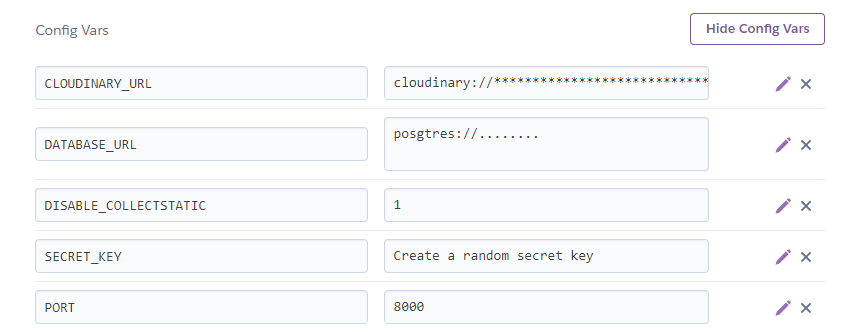 Config Vars
Hide Config Vars
CLOUDINARY_URL
cloudinary://****************************
DATABASE_URL
posgtres://........
DISABLE_COLLECTSTATIC
1
SECRET_KEY
Create a random secret key
PORT
8000